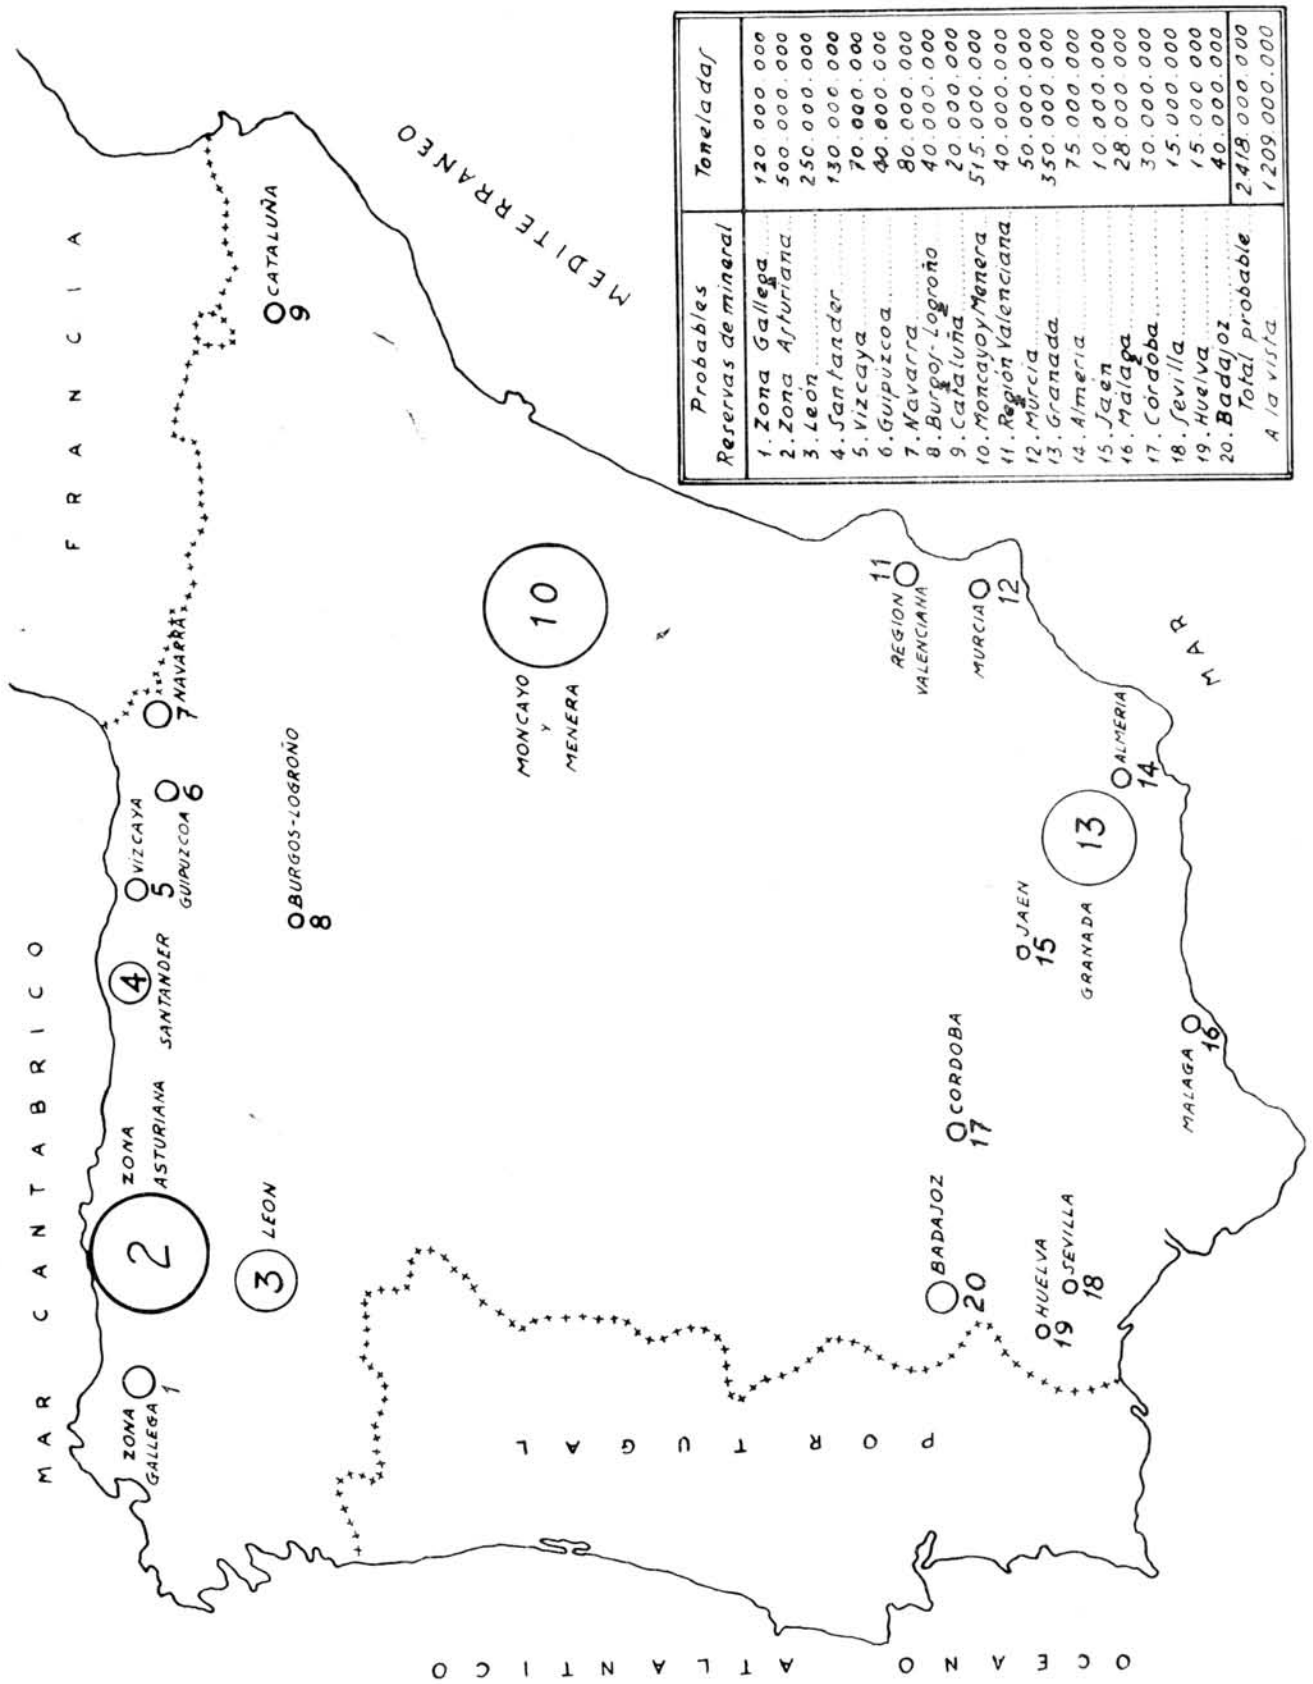 MAR CANTABRICO
FRANCIA
MEDITERRANEO
MAR
OCEANO ATLANTICO
PORTUGAL
ZONA
GALLEGA
1
2
ZONA
ASTURIANA
3
LEON
4
SANTANDER
VIZCAYA
5
GUIPUZCOA
6
7 NAVARRA
BURGOS-LOGROÑO
8
CATALUÑA
9
MONCAYO
Y
MENERA
10
11
REGION
VALENCIANA
MURCIA
12
13
GRANADA
ALMERIA
14
JAEN
15
MALAGA
16
CORDOBA
17
SEVILLA
18
HUELVA
19
BADAJOZ
20
Probables
Reservas de mineral Toneladas
1. Zona Gallega 120.000.000
2. Zona Asturiana 500.000.000
3. León 250.000.000
4. Santander 130.000.000
5. Vizcaya 70.000.000
6. Guipúzcoa 40.000.000
7. Navarra 80.000.000
8. Burgos-Logroño 40.000.000
9. Cataluña 20.000.000
10. Moncayo y Menera 515.000.000
11. Región Valenciana 40.000.000
12. Murcia 50.000.000
13. Granada 350.000.000
14. Almería 75.000.000
15. Jaen 10.000.000
16. Málaga 28.000.000
17. Córdoba 30.000.000
18. Sevilla 15.000.000
19. Huelva 15.000.000
20. Badajoz 40.000.000
Total probable 2.418.000.000
A la vista 1.209.000.000